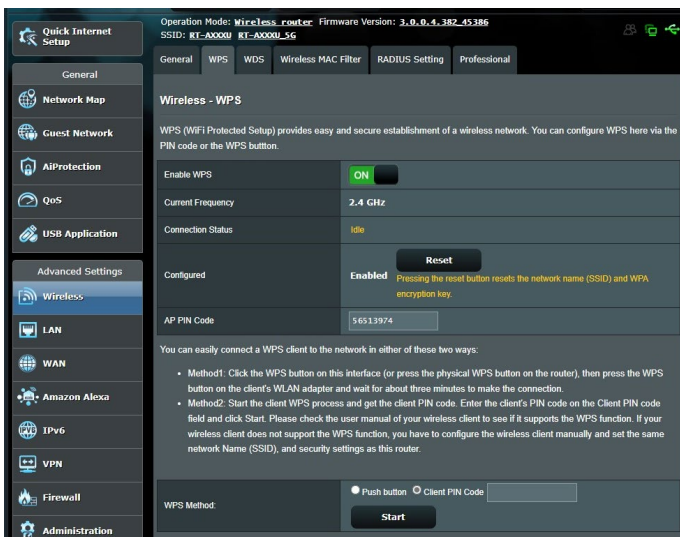 Quick Internet
Setup
General
Network Map
Guest Network
AiProtection
QoS
USB Application
Advanced Settings
Wireless
LAN
WAN
Amazon Alexa
IPv6
VPN
Firewall
Administration
Operation Mode: Wireless router Firmware Version: 3.0.0.4.382_45386
SSID: RT-AXXXU RT-AXXXU_5G
General WPS WDS Wireless MAC Filter RADIUS Setting Professional
Wireless - WPS
WPS (WiFi Protected Setup) provides easy and secure establishment of a wireless network. You can configure WPS here via the
PIN code or the WPS buttton.
Enable WPS ON
Current Frequency 2.4 GHz
Connection Status Idle
Configured Enabled Reset
Pressing the reset button resets the network name (SSID) and WPA
encryption key.
AP PIN Code 56513974
You can easily connect a WPS client to the network in either of these two ways:
• Method1: Click the WPS button on this interface (or press the physical WPS button on the router), then press the WPS
button on the client's WLAN adapter and wait for about three minutes to make the connection.
• Method2: Start the client WPS process and get the client PIN code. Enter the client's PIN code on the Client PIN code
field and click Start. Please check the user manual of your wireless client to see if it supports the WPS function. If your
wireless client does not support the WPS function, you have to configure the wireless client manually and set the same
network Name (SSID), and security settings as this router.
WPS Method: Push button Client PIN Code
Start